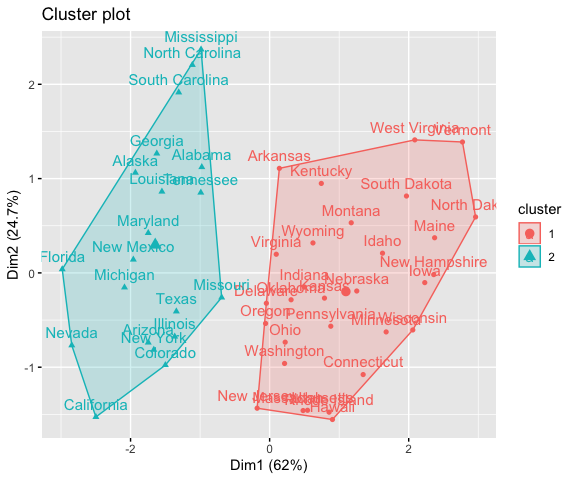 Cluster plot
Mississippi
North Carolina
South Carolina
Georgia
Alabama
Alaska
Louisiana
Tennessee
Maryland
New Mexico
Florida
Michigan
Missouri
Texas
Nevada
Illinois
Arizona
New York
Colorado
California
West Virginia
Vermont
Arkansas
Kentucky
South Dakota
North Dak
Montana
Maine
Wyoming
Virginia
Idaho
New Hampshire
Iowa
Indiana
Nebraska
Kansas
Oklahoma
Delaware
Oregon
Pennsylvania
Minnesota
Wisconsin
Ohio
Washington
Connecticut
New Jersey
Hawaii
2
1
0
-1
-2
0
2
Dim1 (62%)
Dim2 (24.7%)
cluster
1
2